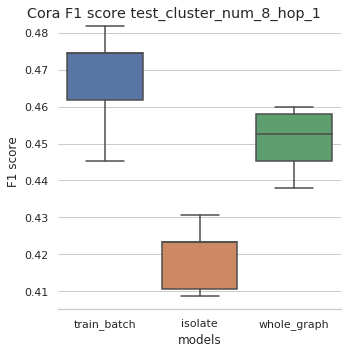 Cora F1 score test_cluster_num_8_hop_1
0.48
0.47
0.46
0.45
0.44
0.43
0.42
0.41
F1 score
train_batch
isolate
whole_graph
models